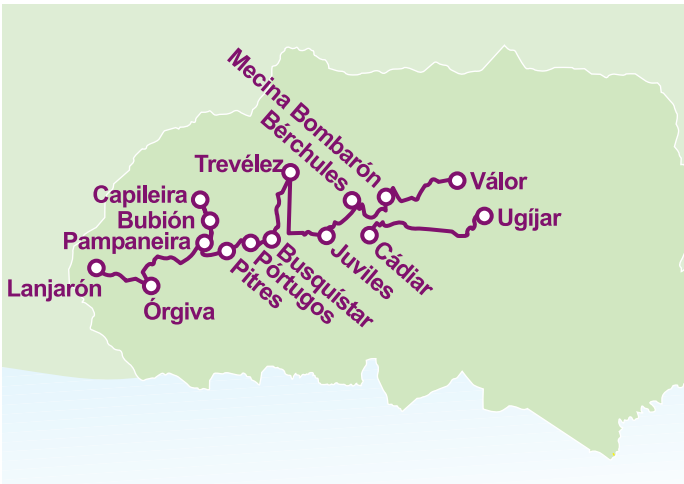 Mecina Bombarón
Bérchules
Trevélez
Válor
Capileira
Ugíjar
Bubión
Pampaneira
Lanjarón
Órgiva
Pitres
Pórtugos
Busquístar
Juviles
Cádiar